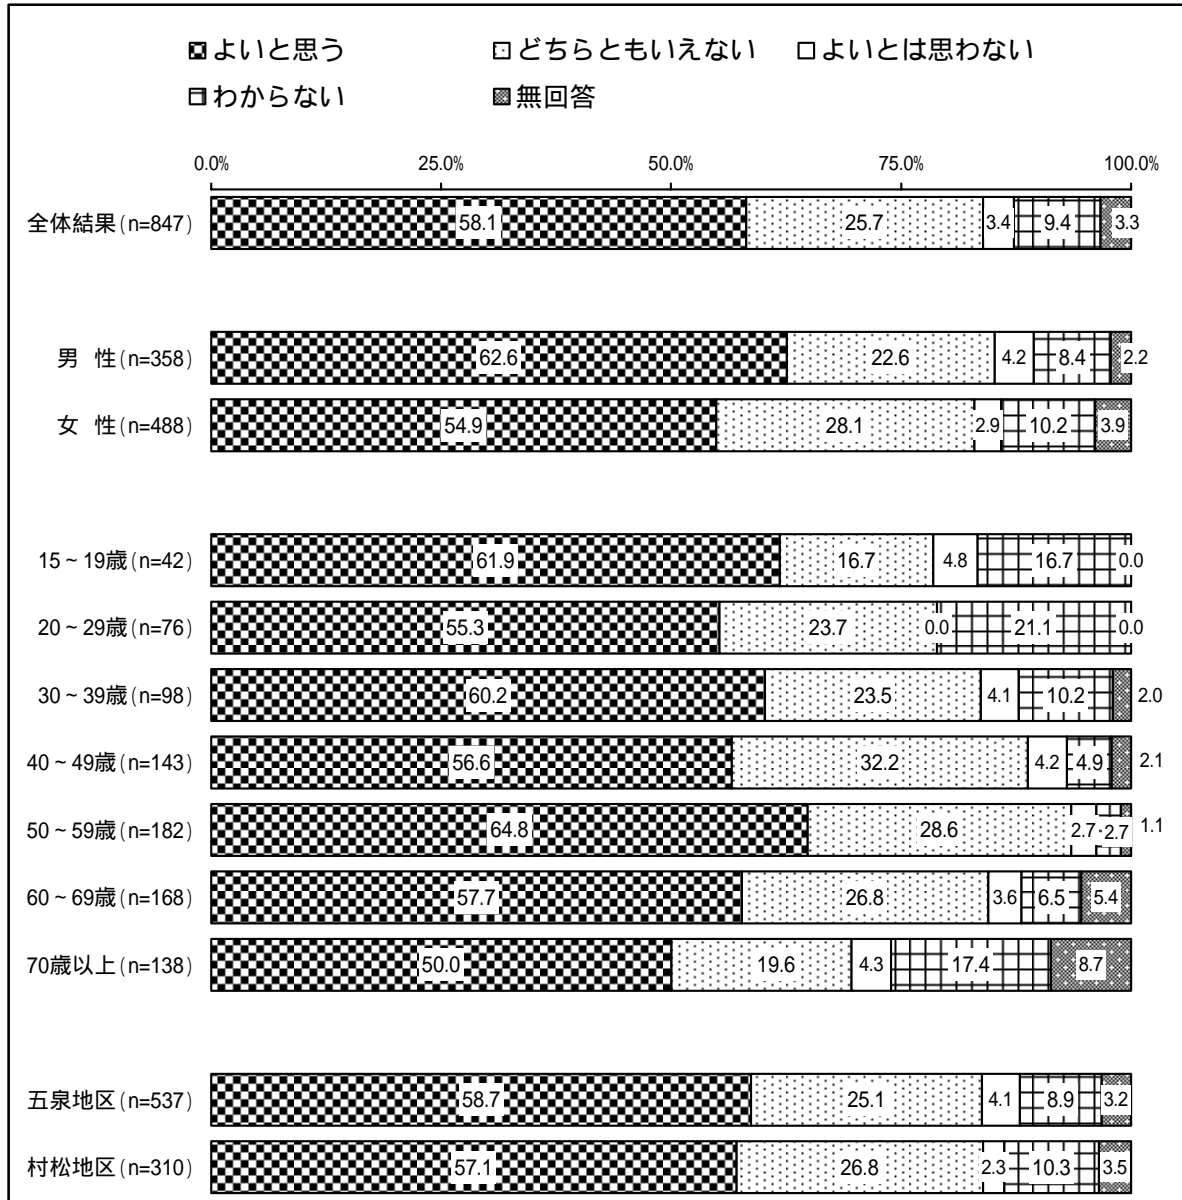 よいと思う どちらともいえない よいとは思わない
わからない 無回答
0.0% 25.0% 50.0% 75.0% 100.0%
全体結果(n=847) 58.1 25.7 3.4 9.4 3.3
男 性(n=358) 62.6 22.6 4.2 8.4 2.2
女 性(n=488) 54.9 28.1 2.9 10.2 3.9
15~19歳(n=42) 61.9 16.7 4.8 16.7 0.0
20~29歳(n=76) 55.3 23.7 0.0 21.1 0.0
30~39歳(n=98) 60.2 23.5 4.1 10.2 2.0
40~49歳(n=143) 56.6 32.2 4.2 4.9 2.1
50~59歳(n=182) 64.8 28.6 2.7 2.7 1.1
60~69歳(n=168) 57.7 26.8 3.6 6.5 5.4
70歳以上(n=138) 50.0 19.6 4.3 17.4 8.7
五泉地区(n=537) 58.7 25.1 4.1 8.9 3.2
村松地区(n=310) 57.1 26.8 2.3 10.3 3.5